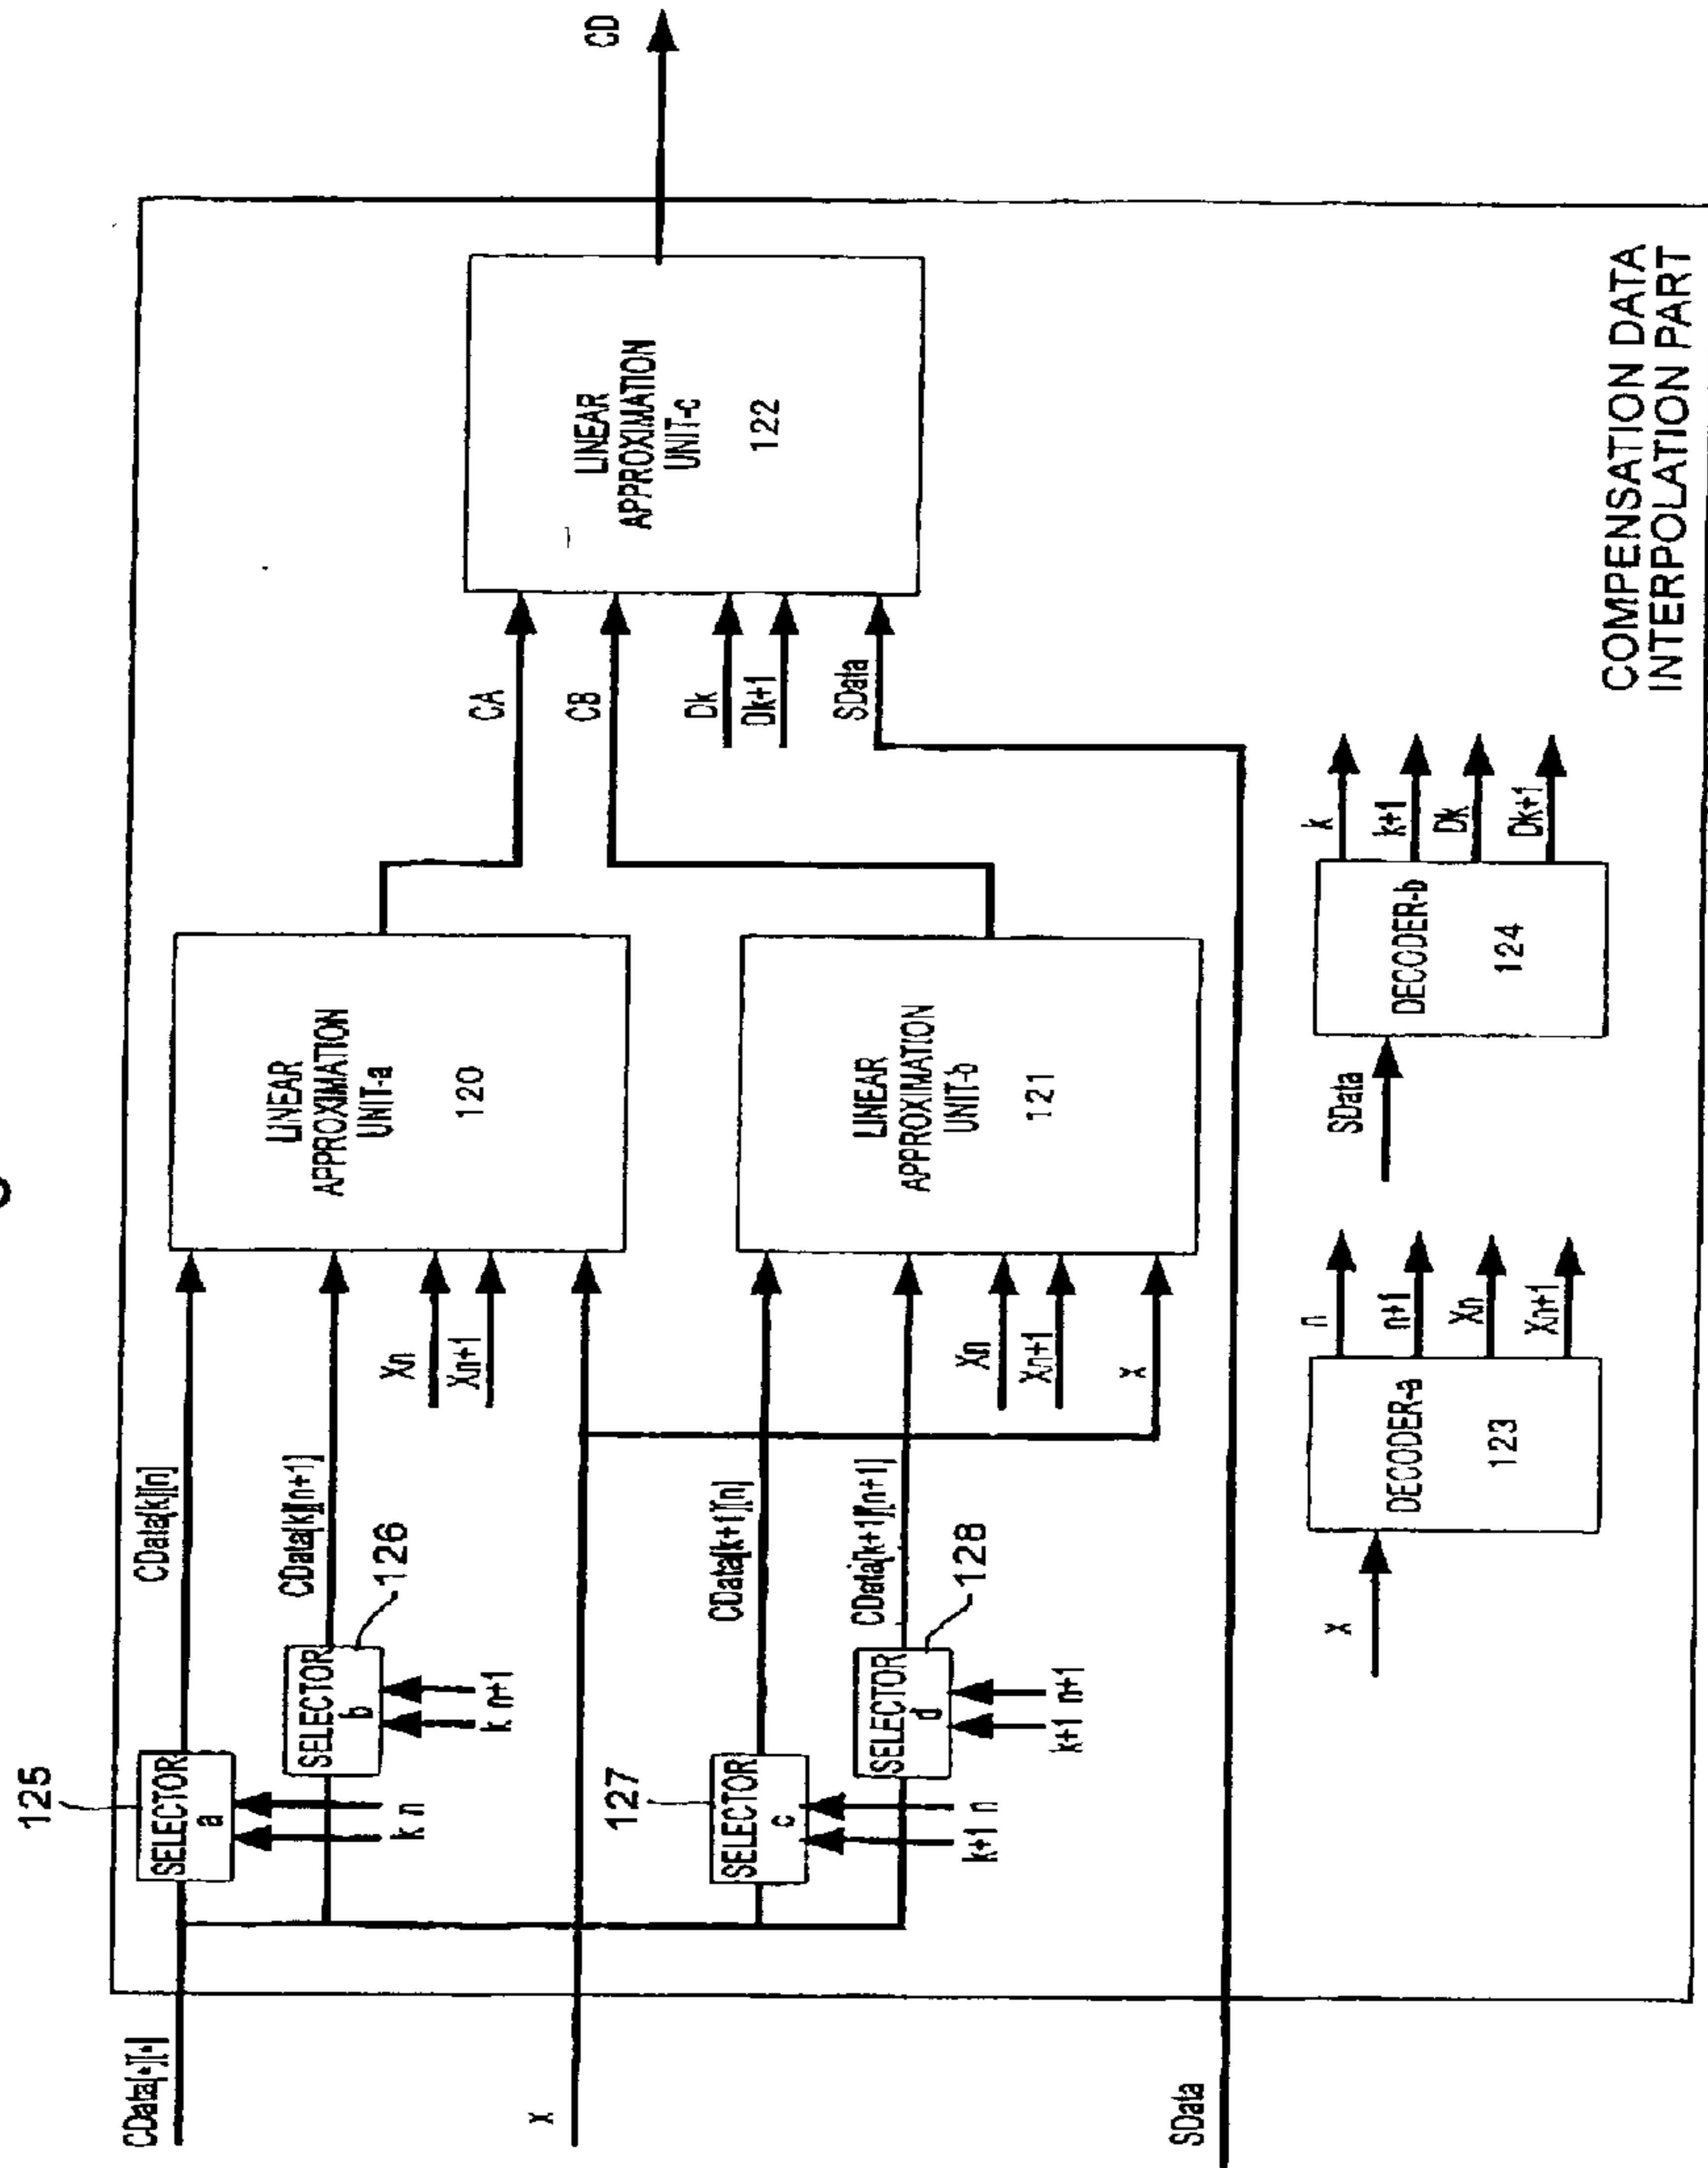 CData[•][•]
x
SData
125
SELECTOR
a
k n
SELECTOR
b
126
k n+1
127
SELECTOR
c
k+1 n
SELECTOR
d
128
k+1 n+1
CData[k][n]
CData[k][n+1]
Xn
Xn+1
CData[k+1][n]
CData[k+1][n+1]
Xn
Xn+1
x
LINEAR
APPROXIMATION
UNIT-a
120
LINEAR
APPROXIMATION
UNIT-b
121
CA
CB
Dk
Dk+1
SData
LINEAR
APPROXIMATION
UNIT-c
122
CD
x
DECODER-a
123
n
n+1
Xn
Xn+1
SData
DECODER-b
124
k
k+1
Dk
Dk+1
COMPENSATION DATA
INTERPOLATION PART